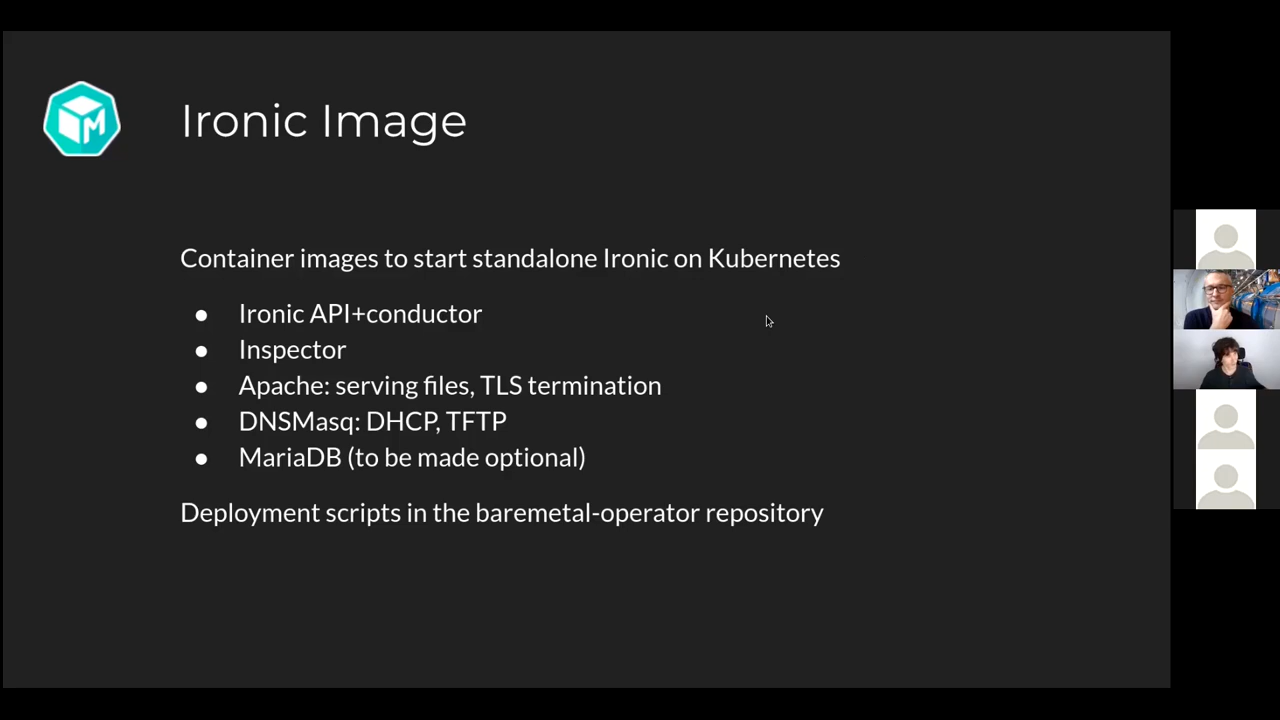 M
Ironic Image
Container images to start standalone Ironic on Kubernetes
● Ironic API+conductor
● Inspector
● Apache: serving files, TLS termination
● DNSMasq: DHCP, TFTP
● MariaDB (to be made optional)
Deployment scripts in the baremetal-operator repository